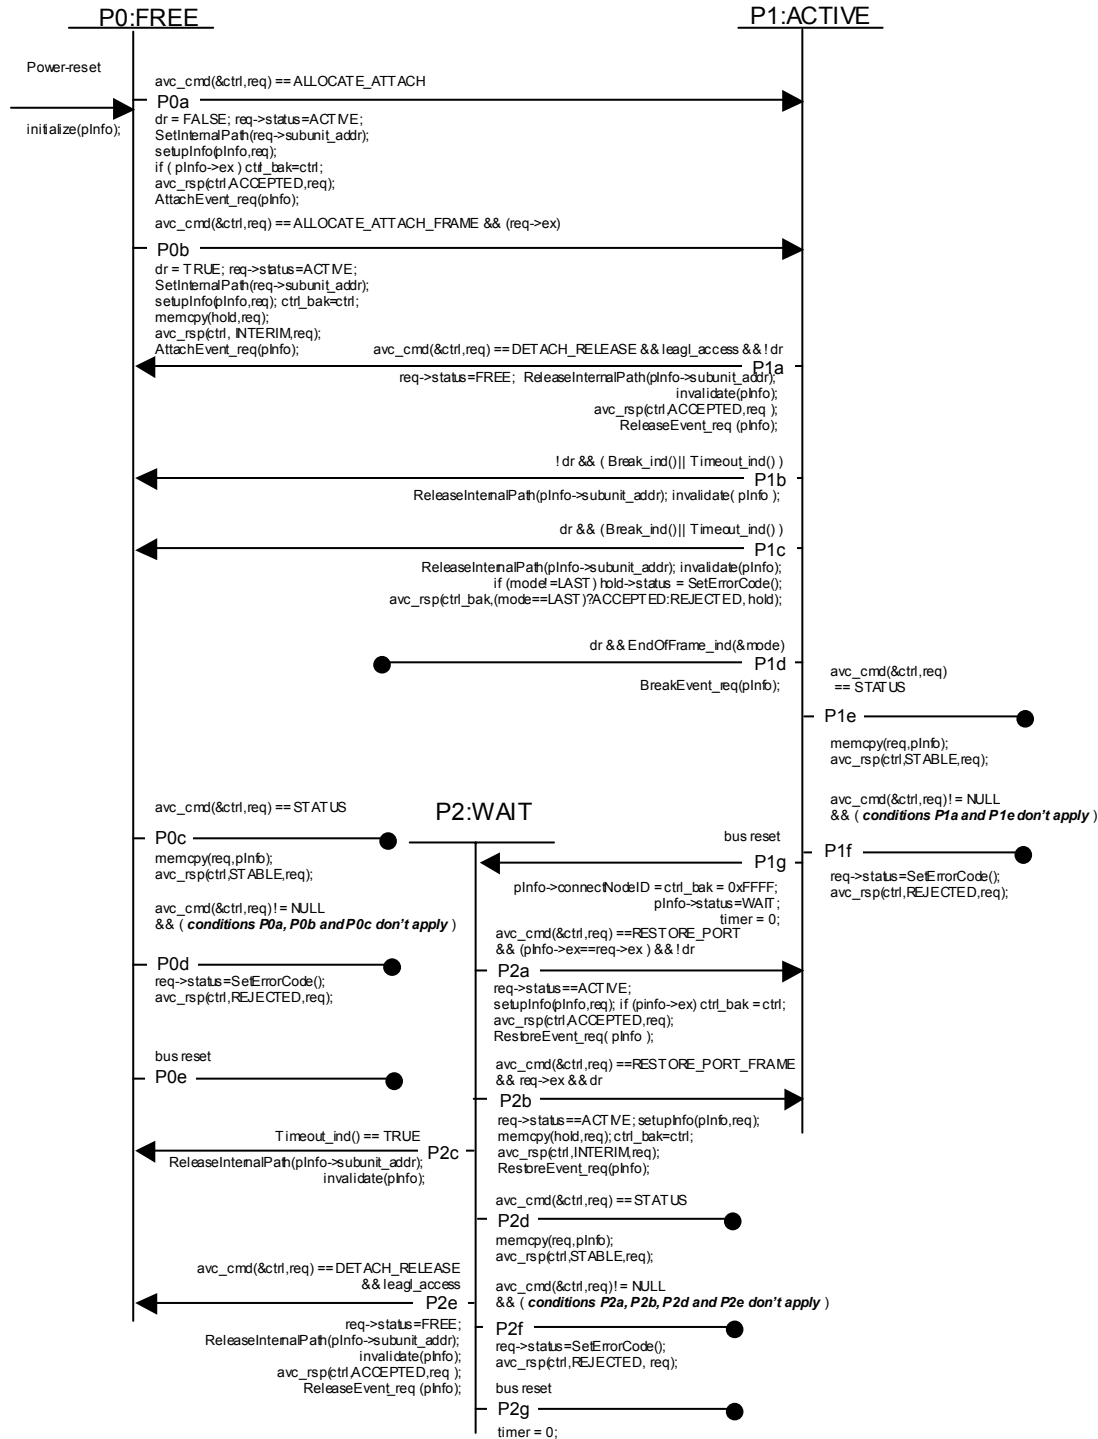 P0:FREE
P1:ACTIVE
Power-reset
initialize(pInfo);
avc_cmd(&ctrl,req) == ALLOCATE_ATTACH
P0a
dr = FALSE; req->status=ACTIVE;
SetInternalPath(req->subunit_addr);
setupInfo(pInfo,req);
if ( pInfo->ex ) ctrl_bak=ctrl;
avc_rsp(ctrl,ACCEPTED,req);
AttachEvent_req(pInfo);
avc_cmd(&ctrl,req) == ALLOCATE_ATTACH_FRAME && (req->ex)
P0b
dr = TRUE; req->status=ACTIVE;
SetInternalPath(req->subunit_addr);
setupInfo(pInfo,req); ctrl_bak=ctrl;
memcpy(hold,req);
avc_rsp(ctrl, INTERIM,req);
AttachEvent_req(pInfo);
avc_cmd(&ctrl,req) == DETACH_RELEASE && leagl_access && ! dr
P1a
req->status=FREE; ReleaseInternalPath(pInfo->subunit_addr);
invalidate(pInfo);
avc_rsp(ctrl,ACCEPTED,req );
ReleaseEvent_req (pInfo);
! dr && ( Break_ind() || Timeout_ind() )
P1b
ReleaseInternalPath(pInfo->subunit_addr); invalidate( pInfo );
dr && (Break_ind() || Timeout_ind() )
P1c
ReleaseInternalPath(pInfo->subunit_addr); invalidate(pInfo);
if (mode!=LAST) hold->status = SetErrorCode();
avc_rsp(ctrl_bak,(mode==LAST)?ACCEPTED:REJECTED, hold);
dr && EndOfFrame_ind(&mode)
P1d
BreakEvent_req(pInfo);
avc_cmd(&ctrl,req)
== STATUS
P1e
memcpy(req,pInfo);
avc_rsp(ctrl,STABLE,req);
avc_cmd(&ctrl,req)! = NULL
&& ( conditions P1a and P1e don't apply )
P1f
req->status=SetErrorCode();
avc_rsp(ctrl,REJECTED,req);
avc_cmd(&ctrl,req) == STATUS
P0c
memcpy(req,pInfo);
avc_rsp(ctrl,STABLE,req);
P2:WAIT
bus reset
P1g
pInfo->connectNodeID = ctrl_bak = 0xFFFF;
pInfo->status=WAIT;
timer = 0;
avc_cmd(&ctrl,req)! = NULL
&& ( conditions P0a, P0b and P0c don't apply )
P0d
req->status=SetErrorCode();
avc_rsp(ctrl,REJECTED,req);
avc_cmd(&ctrl,req) ==RESTORE_PORT
&& (pInfo->ex==req->ex ) && ! dr
P2a
req->status==ACTIVE;
setupInfo(pInfo,req); if (pinfo->ex) ctrl_bak = ctrl;
avc_rsp(ctrl,ACCEPTED,req);
RestoreEvent_req( pInfo );
bus reset
P0e
avc_cmd(&ctrl,req) ==RESTORE_PORT_FRAME
&& req->ex && dr
P2b
req->status==ACTIVE; setupInfo(pInfo,req);
memcpy(hold,req); ctrl_bak=ctrl;
avc_rsp(ctrl,INTERIM,req);
RestoreEvent_req(pInfo);
Timeout_ind() == TRUE
P2c
ReleaseInternalPath(pInfo->subunit_addr);
invalidate(pInfo);
avc_cmd(&ctrl,req) == STATUS
P2d
memcpy(req,pInfo);
avc_rsp(ctrl,STABLE,req);
avc_cmd(&ctrl,req) == DETACH_RELEASE
&& leagl_access
P2e
req->status=FREE;
ReleaseInternalPath(pInfo->subunit_addr);
invalidate(pInfo);
avc_rsp(ctrl,ACCEPTED,req );
ReleaseEvent_req (pInfo);
avc_cmd(&ctrl,req)! = NULL
&& ( conditions P2a, P2b, P2d and P2e don't apply )
P2f
req->status=SetErrorCode();
avc_rsp(ctrl,REJECTED, req);
bus reset
P2g
timer = 0;